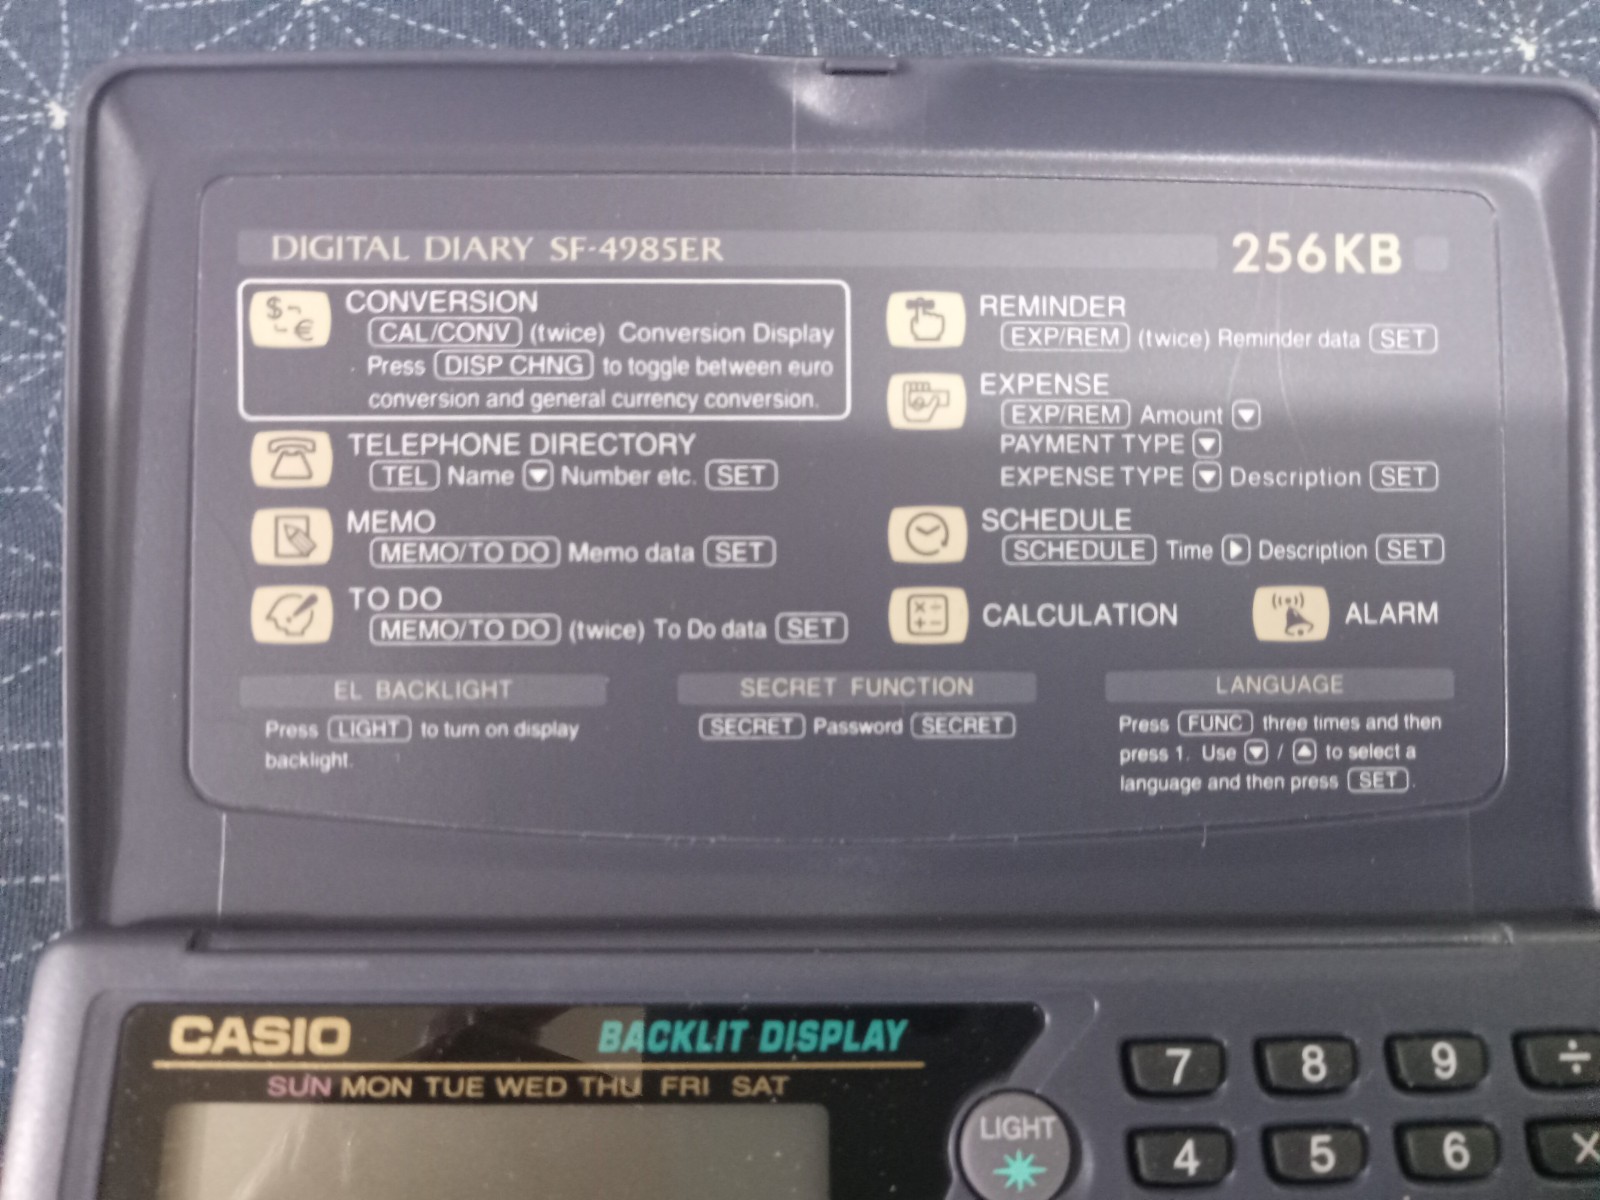 DIGITAL DIARY SF-4985ER 256KB
$ - €
CONVERSION
CAL/CONV (twice) Conversion Display
Press DISP CHNG to toggle between euro
conversion and general currency conversion.
TELEPHONE DIRECTORY
TEL Name ▼ Number etc. SET
MEMO
MEMO/TO DO Memo data SET
TO DO
MEMO/TO DO (twice) To Do data SET
REMINDER
EXP/REM (twice) Reminder data SET
EXPENSE
EXP/REM Amount ▼
PAYMENT TYPE ▼
EXPENSE TYPE ▼ Description SET
SCHEDULE
SCHEDULE Time ▶ Description SET
× ÷
+ −
CALCULATION
ALARM
EL BACKLIGHT
Press LIGHT to turn on display
backlight.
SECRET FUNCTION
SECRET Password SECRET
LANGUAGE
Press FUNC three times and then
press 1. Use ▼ / ▲ to select a
language and then press SET.
CASIO BACKLIT DISPLAY
SUN MON TUE WED THU FRI SAT
LIGHT
7 8 9 ÷
4 5 6 ×